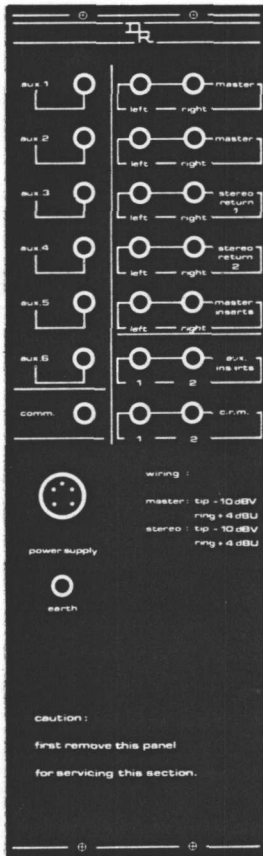 DR
aux.1
master
left right
aux.2
master
left right
aux.3
stereo
return
1
left right
aux.4
stereo
return
2
left right
aux.5
master
inserts
left right
aux.6
aux.
inserts
1 2
comm.
c.r.m.
1 2
wiring :
master : tip -10 dBV
ring + 4 dBU
stereo : tip -10 dBV
ring + 4 dBU
power supply
earth
caution :
first remove this panel
for servicing this section.